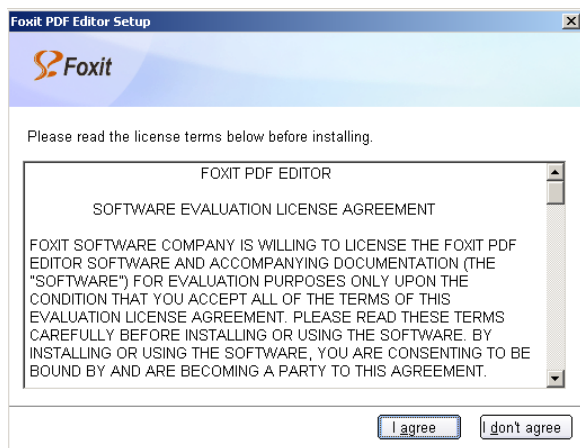 Foxit PDF Editor Setup
Foxit
Please read the license terms below before installing.
FOXIT PDF EDITOR
SOFTWARE EVALUATION LICENSE AGREEMENT
FOXIT SOFTWARE COMPANY IS WILLING TO LICENSE THE FOXIT PDF
EDITOR SOFTWARE AND ACCOMPANYING DOCUMENTATION (THE
"SOFTWARE") FOR EVALUATION PURPOSES ONLY UPON THE
CONDITION THAT YOU ACCEPT ALL OF THE TERMS OF THIS
EVALUATION LICENSE AGREEMENT. PLEASE READ THESE TERMS
CAREFULLY BEFORE INSTALLING OR USING THE SOFTWARE. BY
INSTALLING OR USING THE SOFTWARE, YOU ARE CONSENTING TO BE
BOUND BY AND ARE BECOMING A PARTY TO THIS AGREEMENT.
I agree
I don't agree